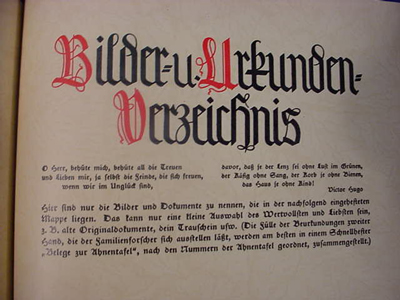 Bilder- u. Urkunden-
Verzeichnis
O Herr, behüte mich, behüt all die Trauen
und Lieben mir, ja selbst die Feinde, die sich freuen,
wenn wir im Unglück sind,
davor, daß je der Lenz sei ohne Lust im Grünen,
der Käfig ohne Sang, der Korb je ohne Bienen,
das Haus je ohne Kind!
Victor Hugo
Hier sind nur die Bilder und Dokumente zu nennen, die in der nachfolgend eingehefteten
Mappe liegen. Das kann nur eine kleine Auswahl des Wertvollsten und Liebsten sein,
z. B. alte Originaldokumente, dein Traufschein usw. (Die Fülle der Beurkundungen zweiter
Hand, die der Familienforscher sich ausstellen läßt, werden am besten in einem Schnellhefter
„Belege zur Ahnentafel“, nach den Nummern der Ahnentafel geordnet, zusammengestellt.)